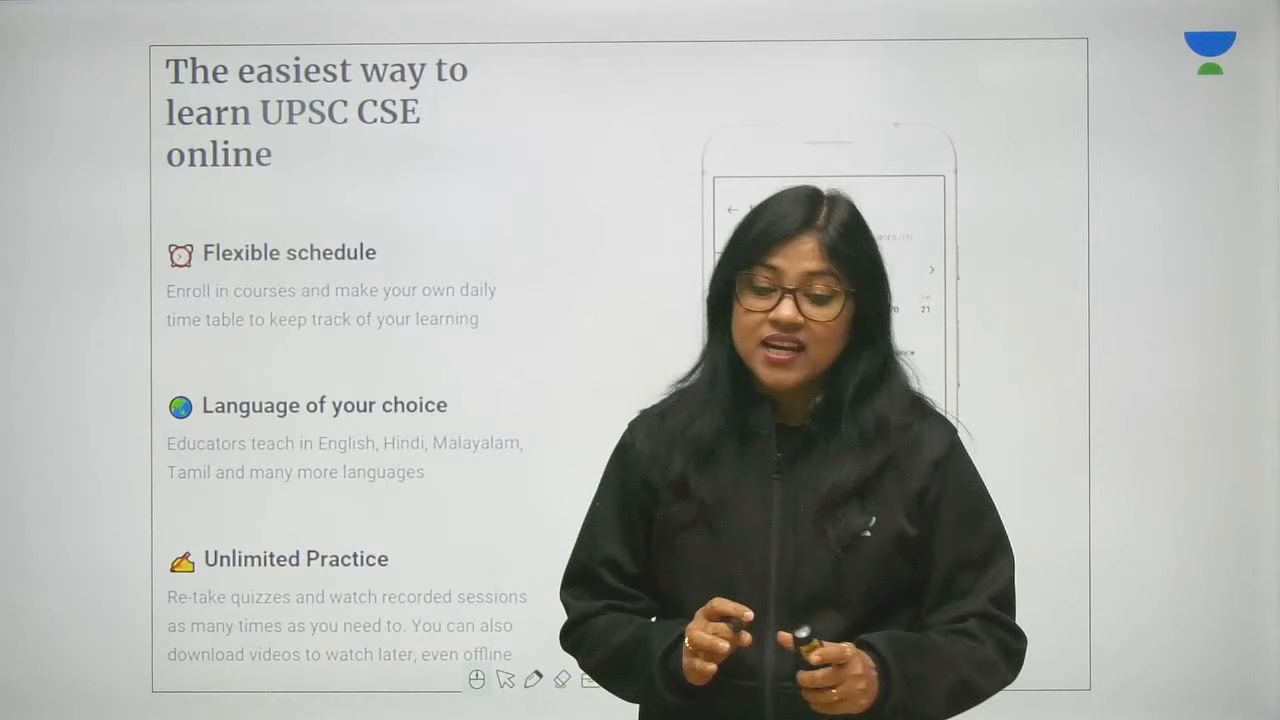 The easiest way to
learn UPSC CSE
online
Flexible schedule
Enroll in courses and make your own daily
time table to keep track of your learning
Language of your choice
Educators teach in English, Hindi, Malayalam,
Tamil and many more languages
Unlimited Practice
Re-take quizzes and watch recorded sessions
as many times as you need to. You can also
download videos to watch later, even offline
21